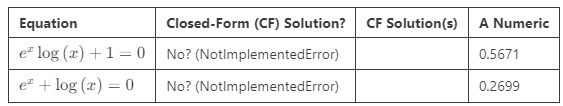 Equation Closed-Form (CF) Solution? CF Solution(s) A Numeric
e^x log (x) + 1 = 0 No? (NotImplementedError) 0.5671
e^x + log (x) = 0 No? (NotImplementedError) 0.2699